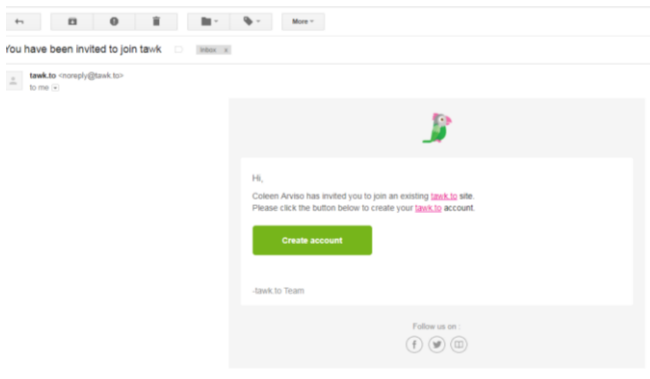 More
You have been invited to join tawk
Inbox x
tawk.to <noreply@tawk.to>
to me
Hi,
Coleen Arviso has invited you to join an existing tawk.to site.
Please click the button below to create your tawk.to account.
Create account
-tawk.to Team
Follow us on :